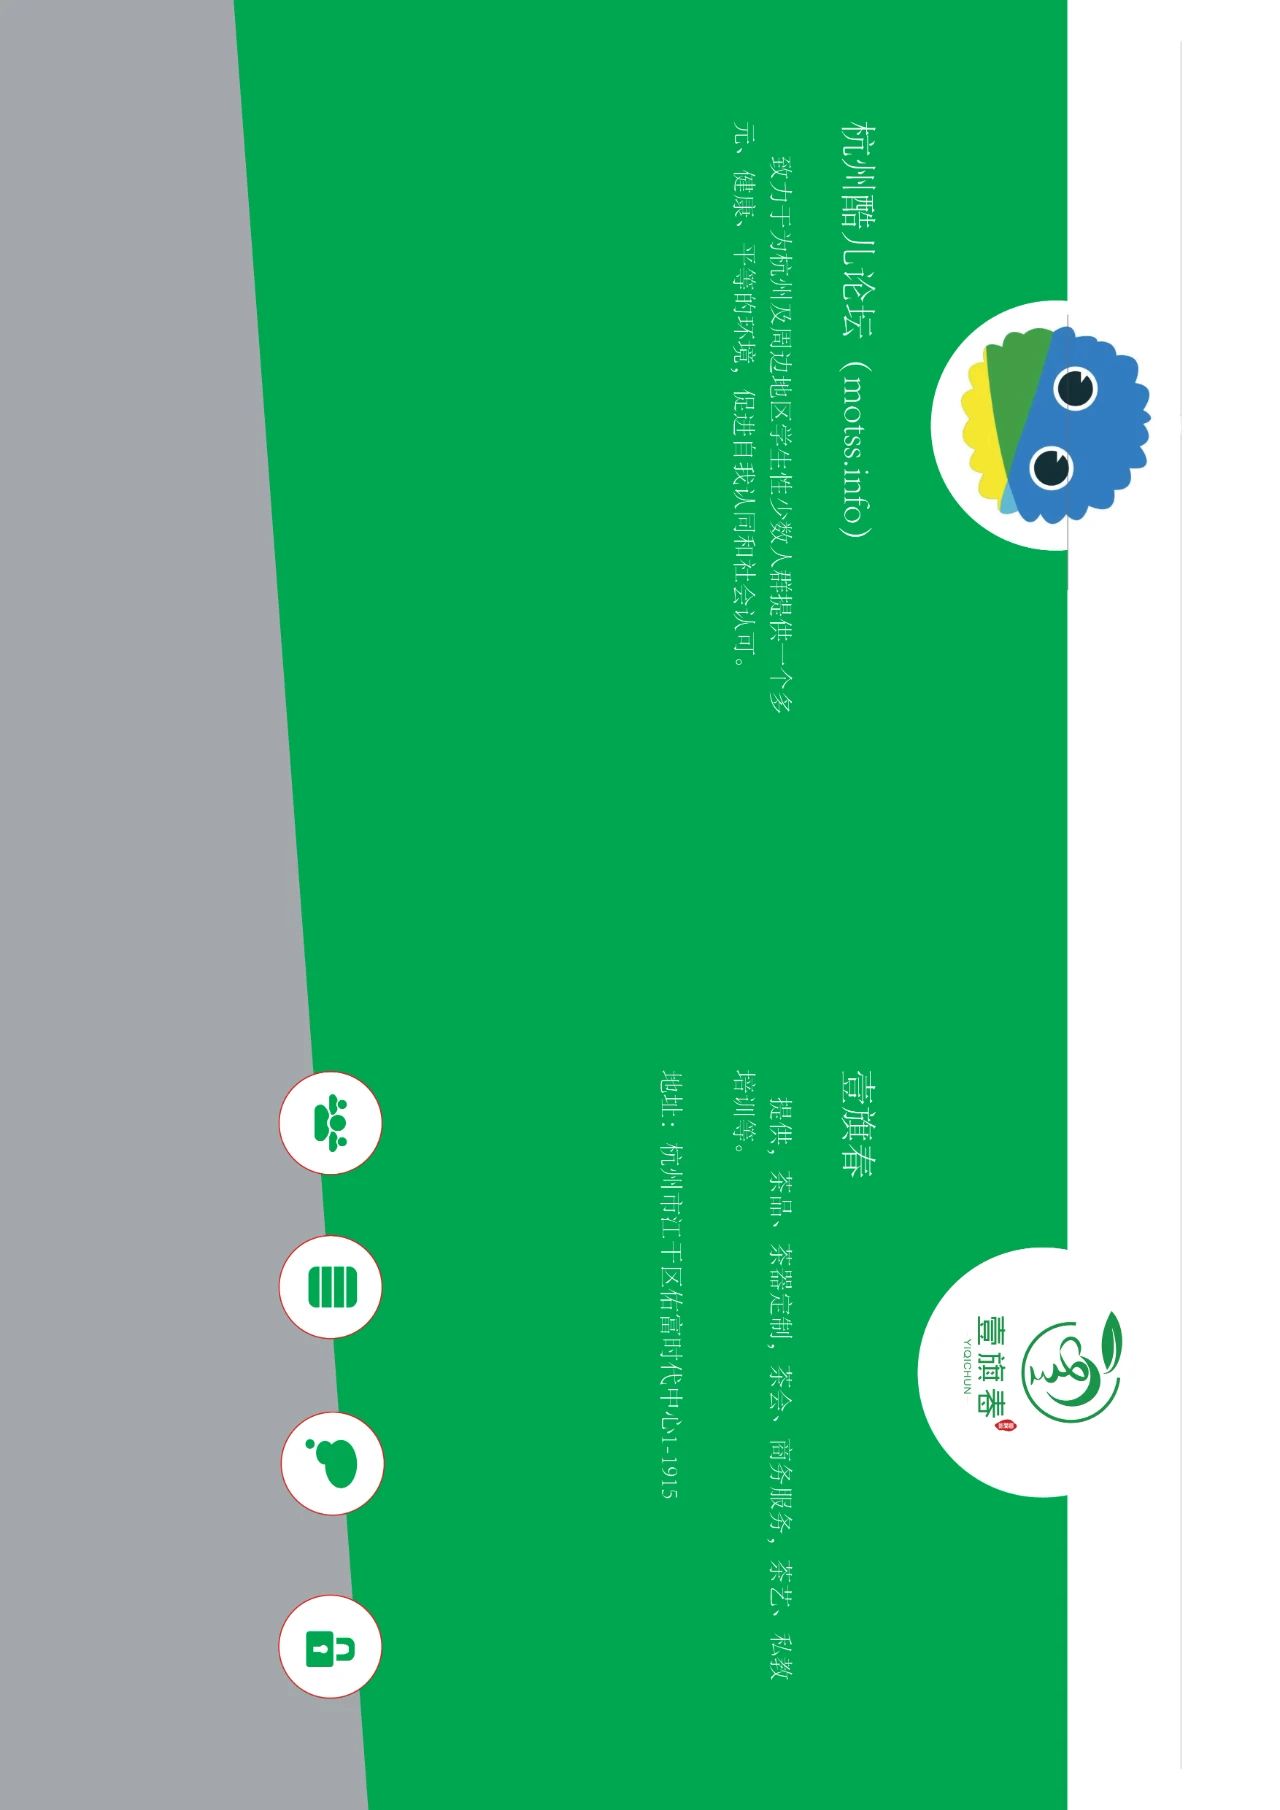 杭州酷儿论坛（motss.info）
致力于为杭州及周边地区学生性少数人群提供一个多
元、健康、平等的环境，促进自我认同和社会认可。
壹旗春
YIQICHUN
壹旗春
提供，茶品、茶器定制，茶会、商务服务，茶艺、私教
培训等。
地址：杭州市江干区佑富时代中心1-1915